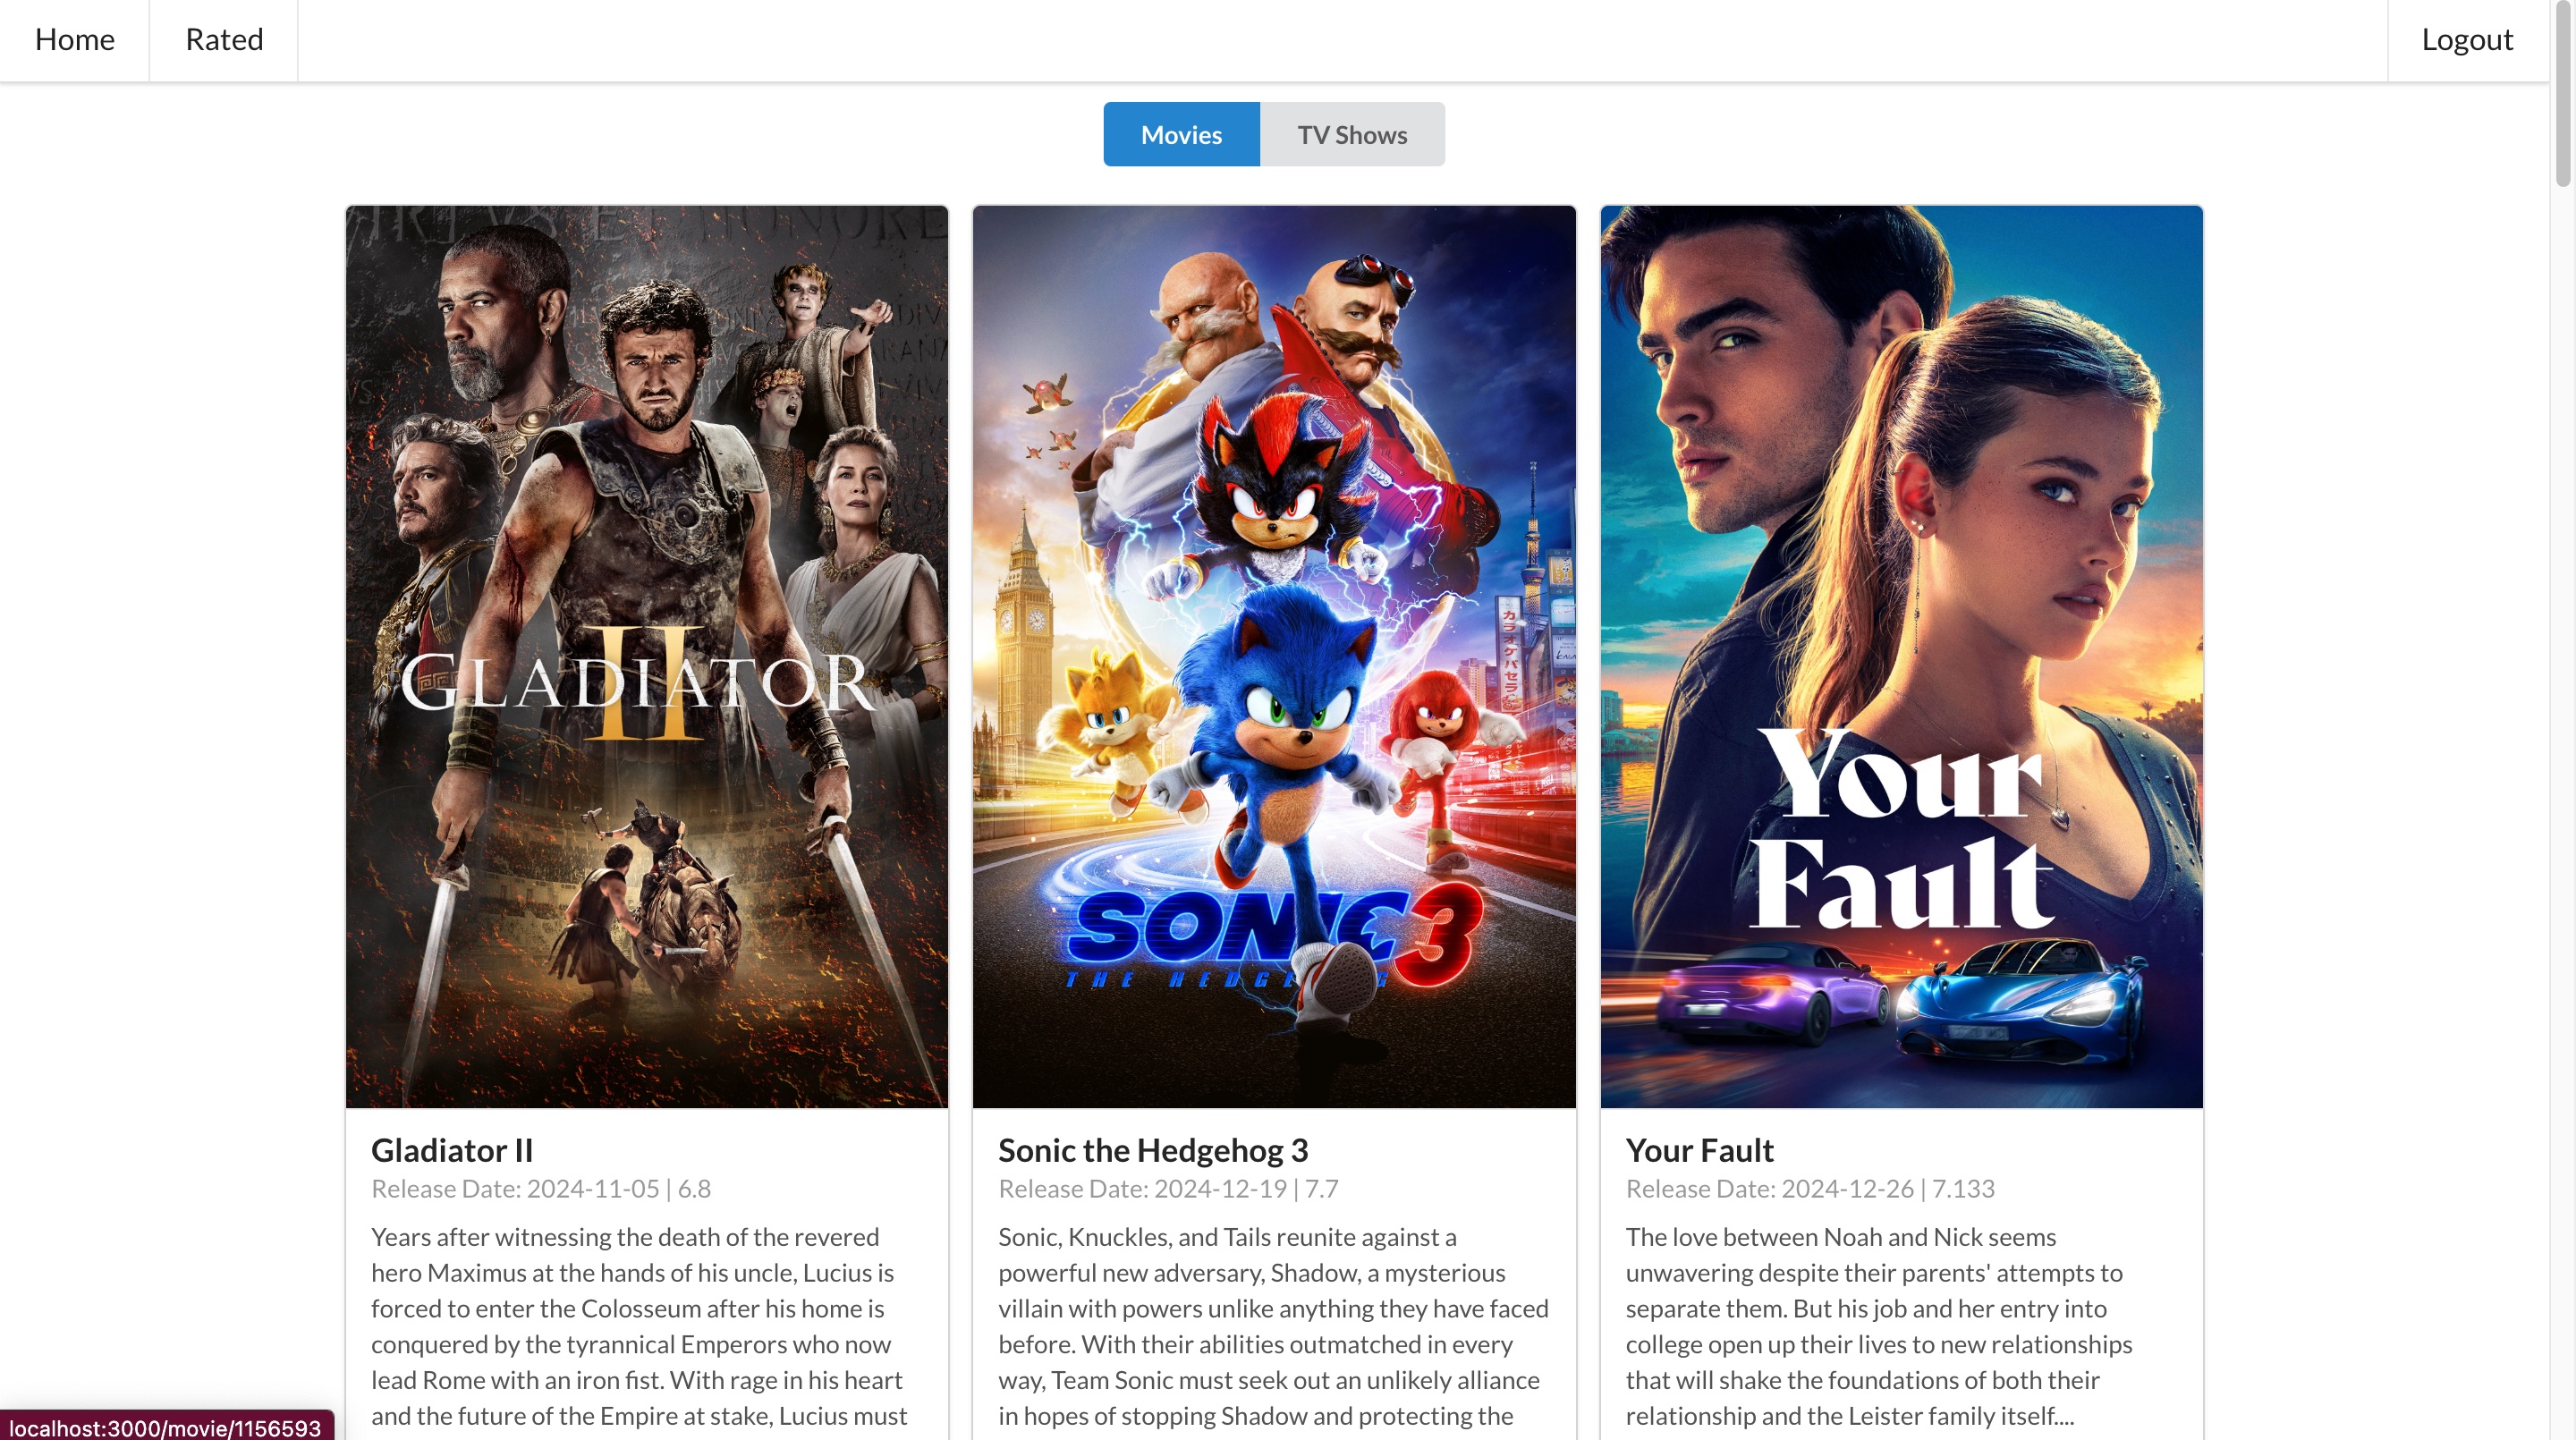 Home
Rated
Logout
Movies
TV Shows
GLADIATOR
II
カラオケパセラ
SONIC 3
THE HEDGE G
Your
Fault
Gladiator II
Release Date: 2024-11-05 | 6.8
Years after witnessing the death of the revered
hero Maximus at the hands of his uncle, Lucius is
forced to enter the Colosseum after his home is
conquered by the tyrannical Emperors who now
lead Rome with an iron fist. With rage in his heart
and the future of the Empire at stake, Lucius must
Sonic the Hedgehog 3
Release Date: 2024-12-19 | 7.7
Sonic, Knuckles, and Tails reunite against a
powerful new adversary, Shadow, a mysterious
villain with powers unlike anything they have faced
before. With their abilities outmatched in every
way, Team Sonic must seek out an unlikely alliance
in hopes of stopping Shadow and protecting the
Your Fault
Release Date: 2024-12-26 | 7.133
The love between Noah and Nick seems
unwavering despite their parents' attempts to
separate them. But his job and her entry into
college open up their lives to new relationships
that will shake the foundations of both their
relationship and the Leister family itself....
localhost:3000/movie/1156593